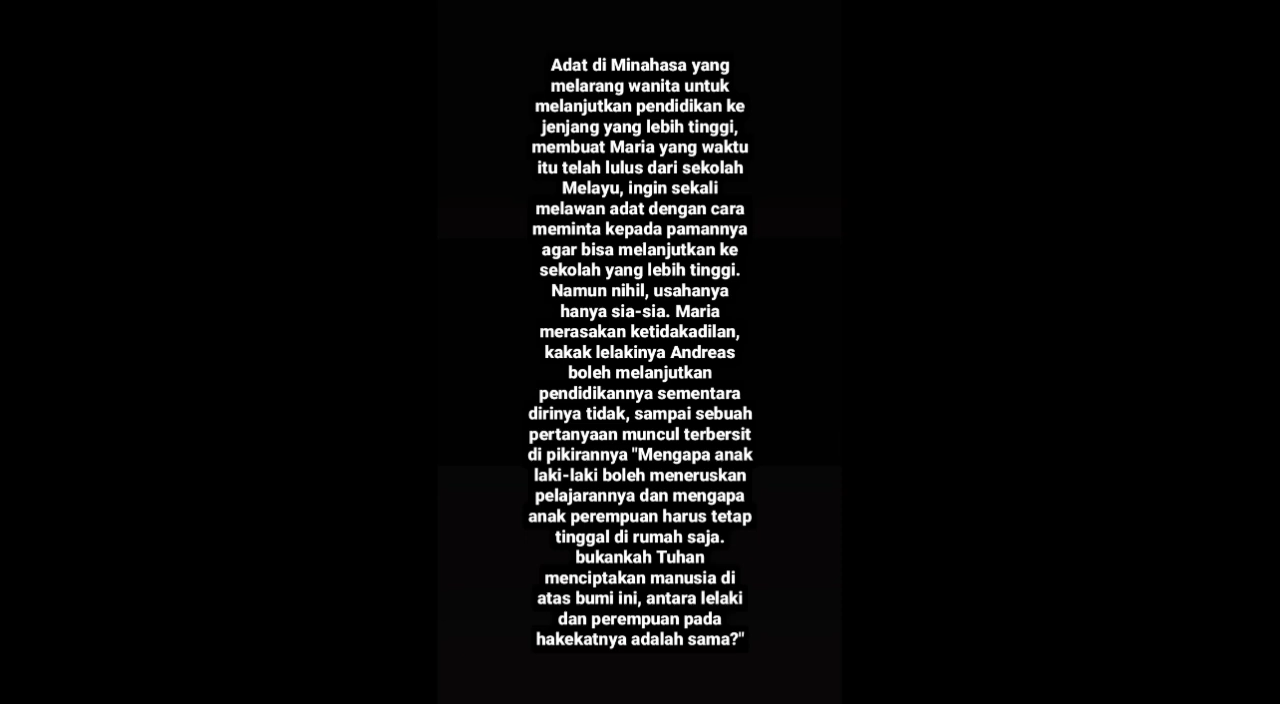 Adat di Minahasa yang
melarang wanita untuk
melanjutkan pendidikan ke
jenjang yang lebih tinggi,
membuat Maria yang waktu
itu telah lulus dari sekolah
Melayu, ingin sekali
melawan adat dengan cara
meminta kepada pamannya
agar bisa melanjutkan ke
sekolah yang lebih tinggi.
Namun nihil, usahanya
hanya sia-sia. Maria
merasakan ketidakadilan,
kakak lelakinya Andreas
boleh melanjutkan
pendidikannya sementara
dirinya tidak, sampai sebuah
pertanyaan muncul terbersit
di pikirannya "Mengapa anak
laki-laki boleh meneruskan
pelajarannya dan mengapa
anak perempuan harus tetap
tinggal di rumah saja.
bukankah Tuhan
menciptakan manusia di
atas bumi ini, antara lelaki
dan perempuan pada
hakekatnya adalah sama?"